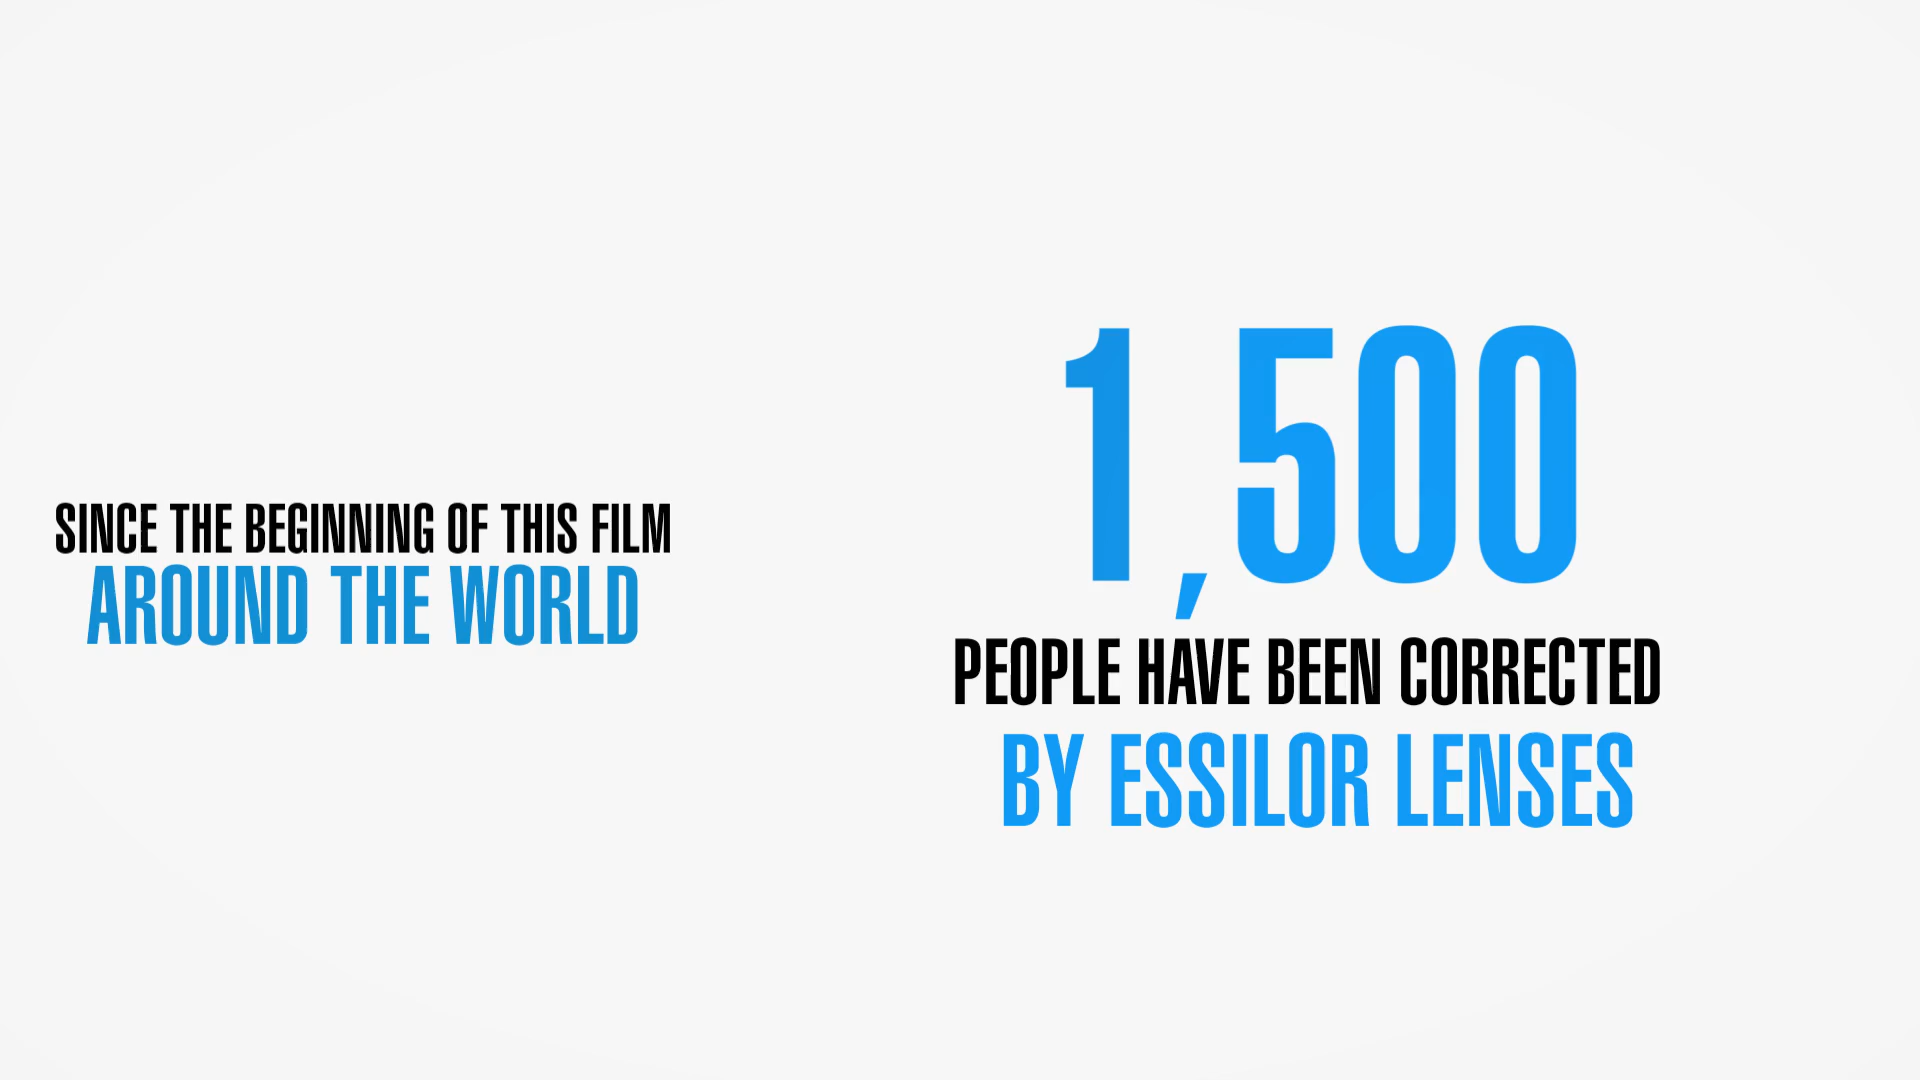 SINCE THE BEGINNING OF THIS FILM
AROUND THE WORLD
1,500
PEOPLE HAVE BEEN CORRECTED
BY ESSILOR LENSES